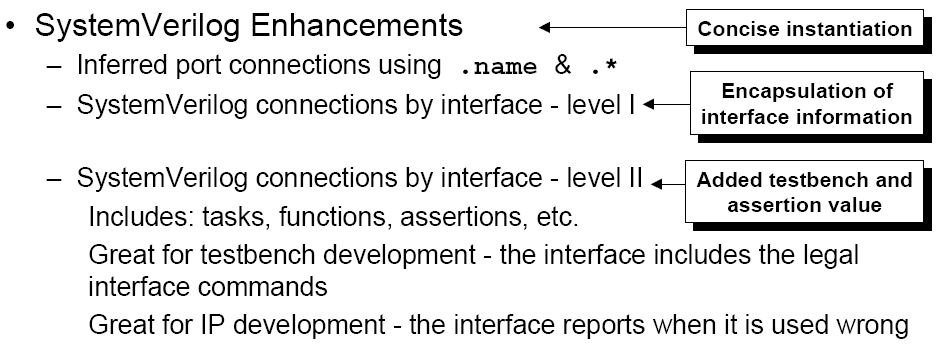 • SystemVerilog Enhancements
Concise instantiation
– Inferred port connections using .name & .*
– SystemVerilog connections by interface - level I
Encapsulation of
interface information
– SystemVerilog connections by interface - level II
Added testbench and
assertion value
Includes: tasks, functions, assertions, etc.
Great for testbench development - the interface includes the legal
interface commands
Great for IP development - the interface reports when it is used wrong